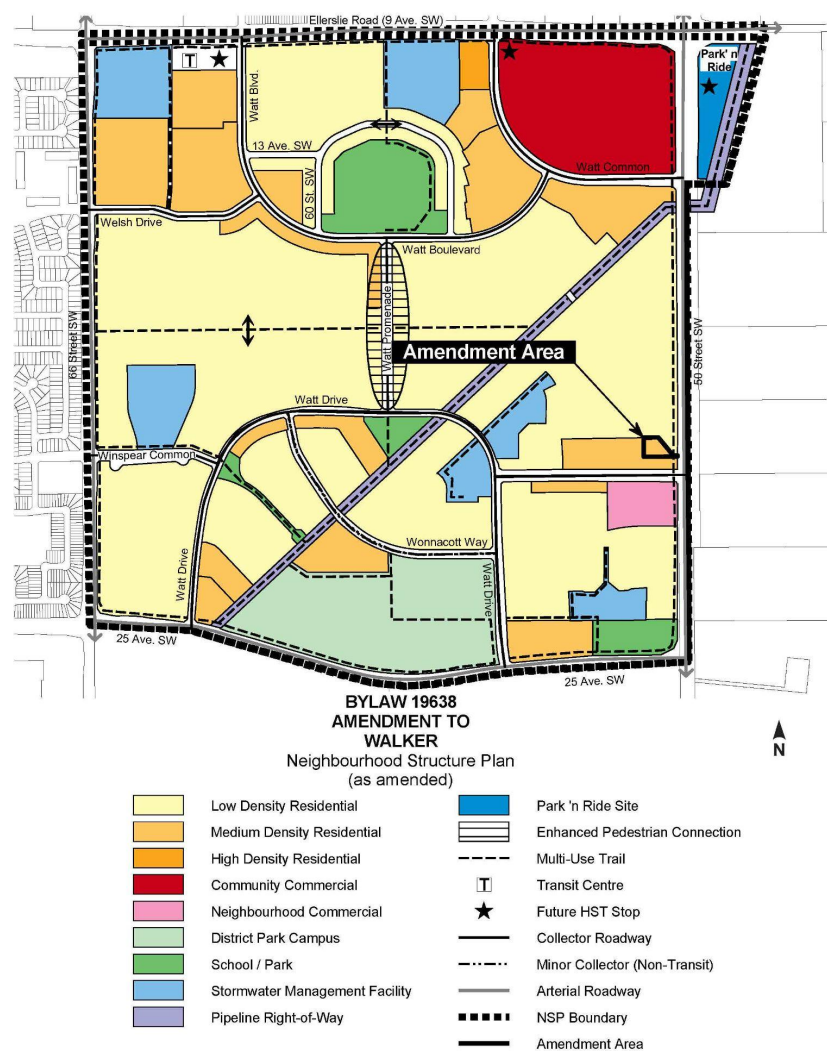 Ellerslie Road (9 Ave. SW)
Park' n
Ride
T
Watt Blvd.
13 Ave. SW
60 St. SW
Watt Common
Welsh Drive
Watt Boulevard
Watt Promenade
66 Street SW
50 Street SW
Amendment Area
Watt Drive
Winspear Common
Wonnacott Way
Watt Drive
Watt Drive
25 Ave. SW
25 Ave. SW
BYLAW 19638
AMENDMENT TO
WALKER
Neighbourhood Structure Plan
(as amended)
N
Low Density Residential
Medium Density Residential
High Density Residential
Community Commercial
Neighbourhood Commercial
District Park Campus
School / Park
Stormwater Management Facility
Pipeline Right-of-Way
Park 'n Ride Site
Enhanced Pedestrian Connection
Multi-Use Trail
T Transit Centre
Future HST Stop
Collector Roadway
Minor Collector (Non-Transit)
Arterial Roadway
NSP Boundary
Amendment Area